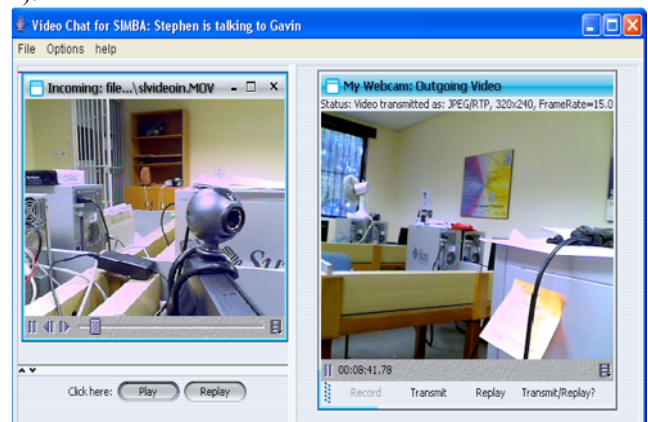 Video Chat for SIMBA: Stephen is talking to Gavin
File Options help
Incoming: file...\slvideoin.MOV
My Webcam: Outgoing Video
Status: Video transmitted as: JPEG/RTP, 320x240, FrameRate=15.0
Sun
Sun
00:08:41.78
Click here: Play Replay
Record Transmit Replay Transmit/Replay?